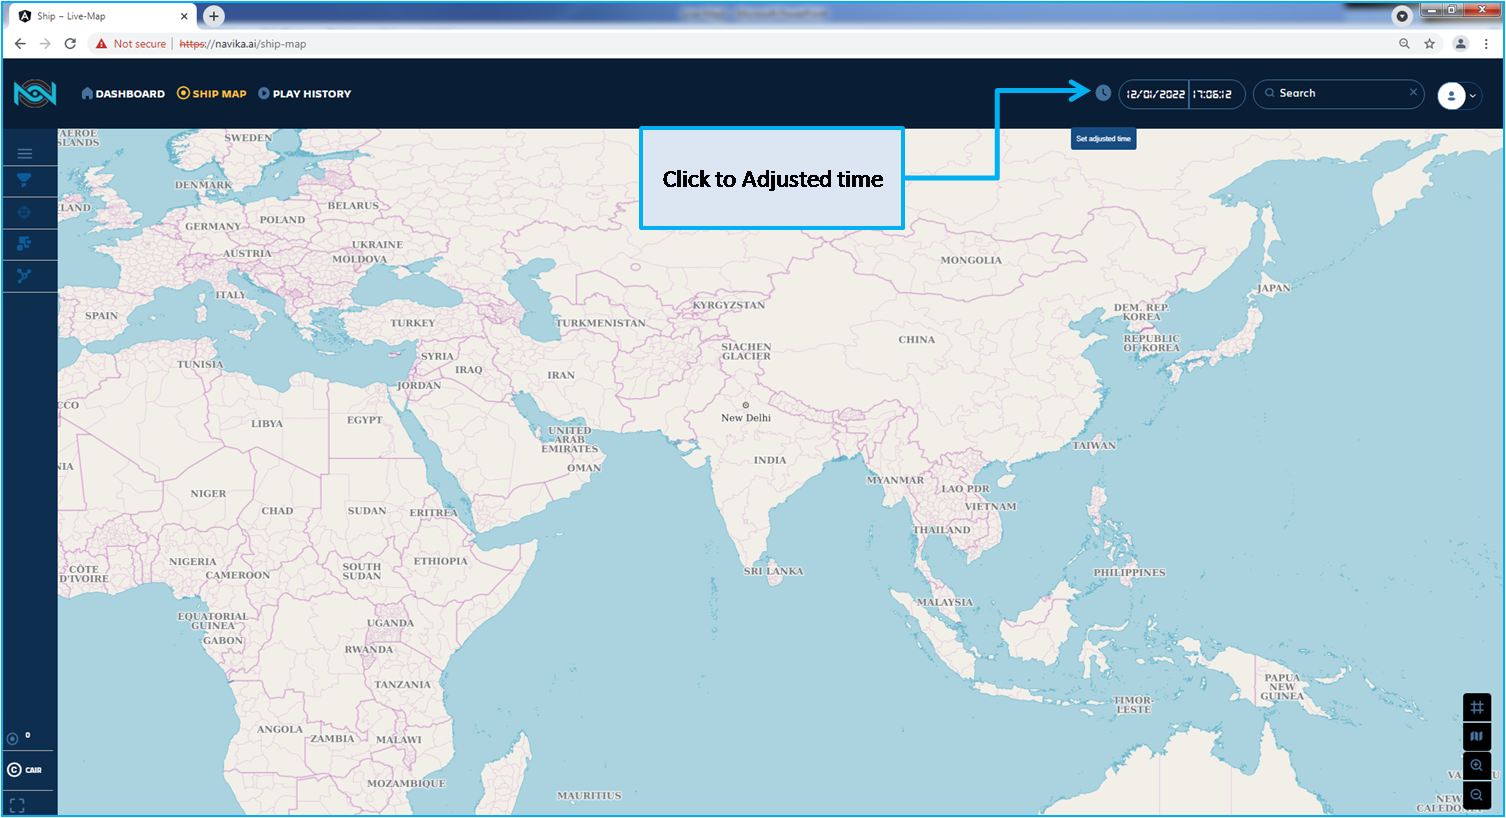 Ship – Live-Map
Not secure
https://navika.ai/ship-map
DASHBOARD
SHIP MAP
PLAY HISTORY
12/01/2022
17:06:12
Search
Set adjusted time
Click to Adjusted time
FAEROE
ISLANDS
SWEDEN
DENMARK
LAND
BELARUS
POLAND
GERMANY
UKRAINE
AUSTRIA
MOLDOVA
MONGOLIA
ITALY
JAPAN
SPAIN
KYRGYZSTAN
DEM. REP.
KOREA
TURKEY
TURKMENISTAN
CHINA
REPUBLIC
OF KOREA
SIACHEN
GLACIER
SYRIA
TUNISIA
IRAQ
IRAN
JORDAN
CCO
New Delhi
EGYPT
LIBYA
UNITED
ARAB
EMIRATES
TAIWAN
INDIA
NIA
OMAN
MYANMAR
LAO PDR
NIGER
VIETNAM
CHAD
SUDAN
ERITREA
THAILAND
NIGERIA
ETHIOPIA
CÔTE
D'IVOIRE
CAMEROON
SOUTH
SUDAN
SRI LANKA
PHILIPPINES
MALAYSIA
EQUATORIAL
GUINEA
UGANDA
GABON
RWANDA
TANZANIA
PAPUA
NEW
GUINEA
TIMOR-
LESTE
ANGOLA
ZAMBIA
MALAWI
0
CAIR
MOZAMBIQUE
MAURITIUS
VA
NEW
CALEDO